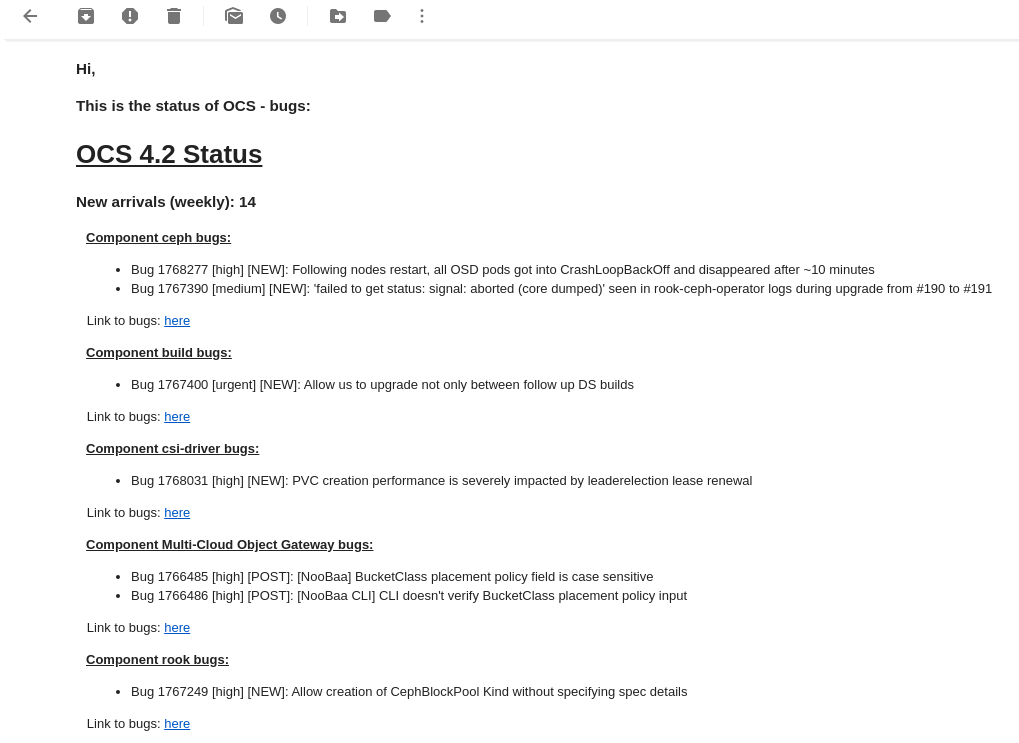 Hi,
This is the status of OCS - bugs:
OCS 4.2 Status
New arrivals (weekly): 14
Component ceph bugs:
• Bug 1768277 [high] [NEW]: Following nodes restart, all OSD pods got into CrashLoopBackOff and disappeared after ~10 minutes
• Bug 1767390 [medium] [NEW]: 'failed to get status: signal: aborted (core dumped)' seen in rook-ceph-operator logs during upgrade from #190 to #191
Link to bugs: here
Component build bugs:
• Bug 1767400 [urgent] [NEW]: Allow us to upgrade not only between follow up DS builds
Link to bugs: here
Component csi-driver bugs:
• Bug 1768031 [high] [NEW]: PVC creation performance is severely impacted by leaderelection lease renewal
Link to bugs: here
Component Multi-Cloud Object Gateway bugs:
• Bug 1766485 [high] [POST]: [NooBaa] BucketClass placement policy field is case sensitive
• Bug 1766486 [high] [POST]: [NooBaa CLI] CLI doesn't verify BucketClass placement policy input
Link to bugs: here
Component rook bugs:
• Bug 1767249 [high] [NEW]: Allow creation of CephBlockPool Kind without specifying spec details
Link to bugs: here